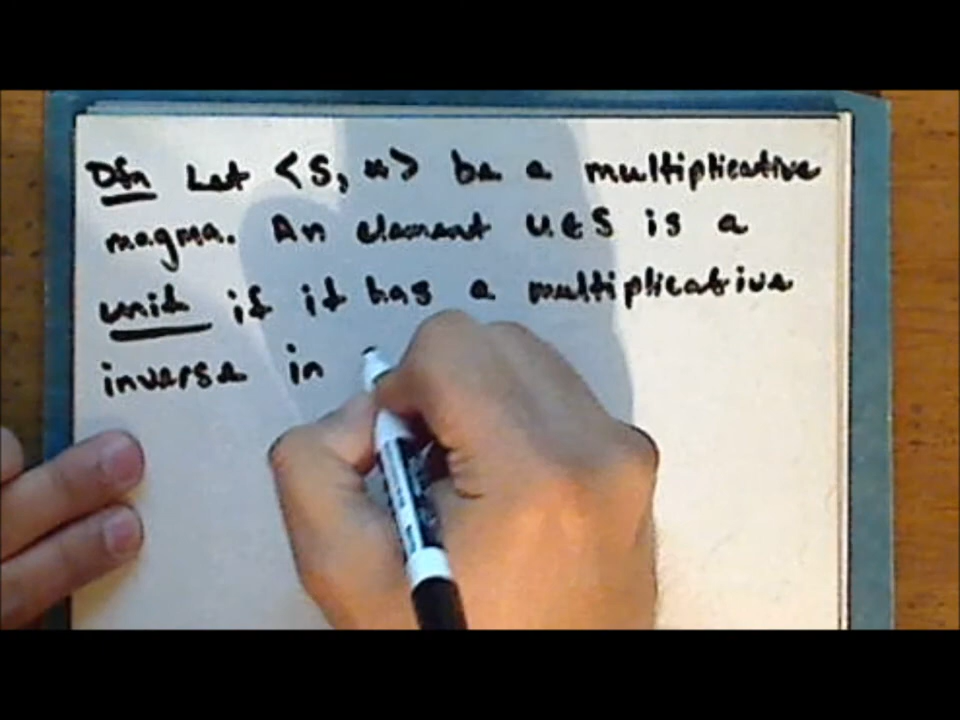 Dfn Let <S, *> be a multiplicative
magma. An element u ∈ S is a
unit if it has a multiplicative
inverse in